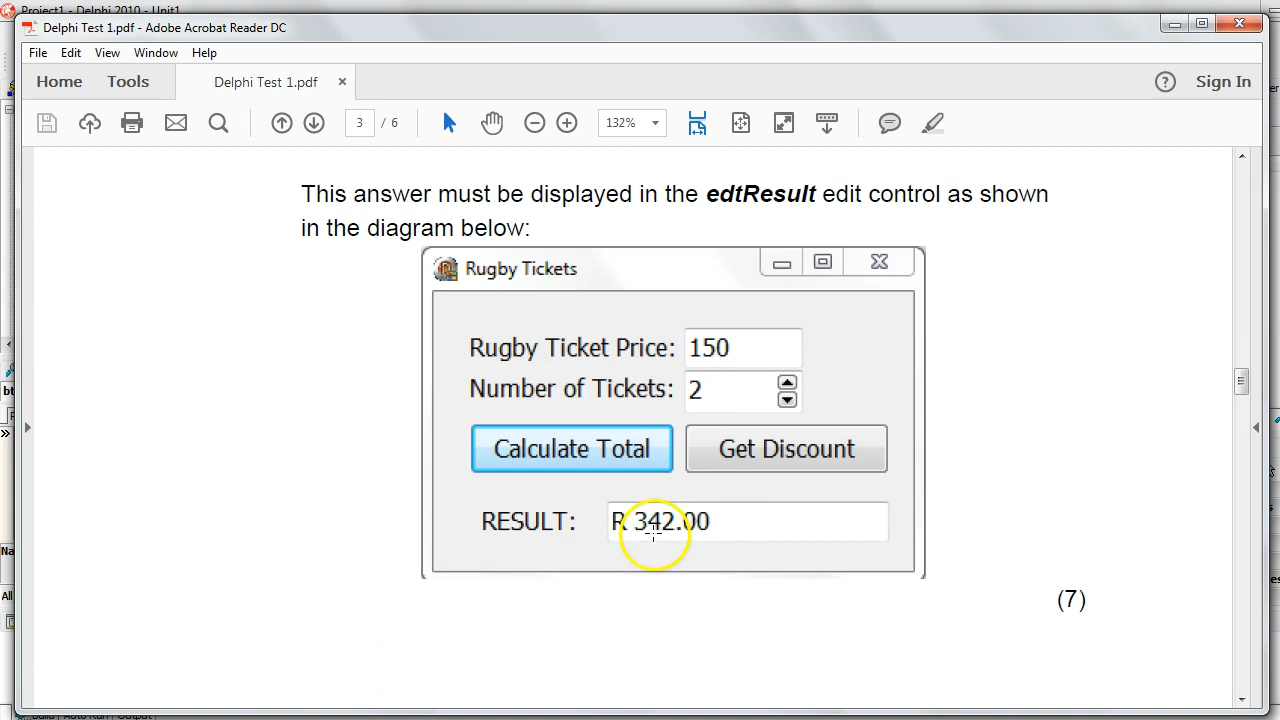 Project1 - Delphi 2010 - Unit1
Delphi Test 1.pdf - Adobe Acrobat Reader DC
File Edit View Window Help
Home Tools Delphi Test 1.pdf × Sign In
3 / 6 132%
This answer must be displayed in the edtResult edit control as shown
in the diagram below:
Rugby Tickets
Rugby Ticket Price: 150
Number of Tickets: 2
Calculate Total Get Discount
RESULT: R 342.00
(7)